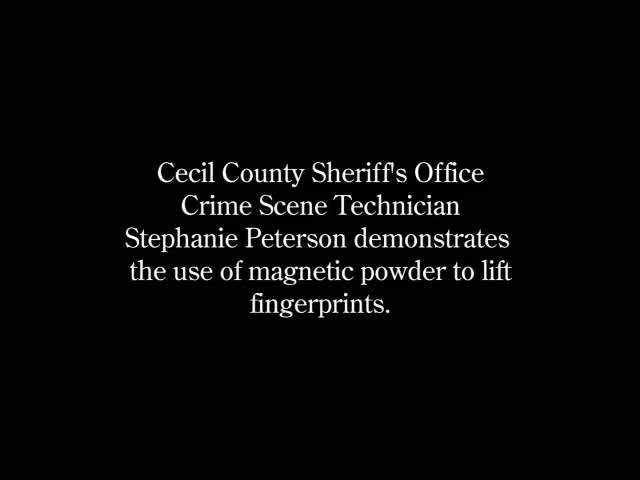 Cecil County Sheriff's Office
Crime Scene Technician
Stephanie Peterson demonstrates
the use of magnetic powder to lift
fingerprints.